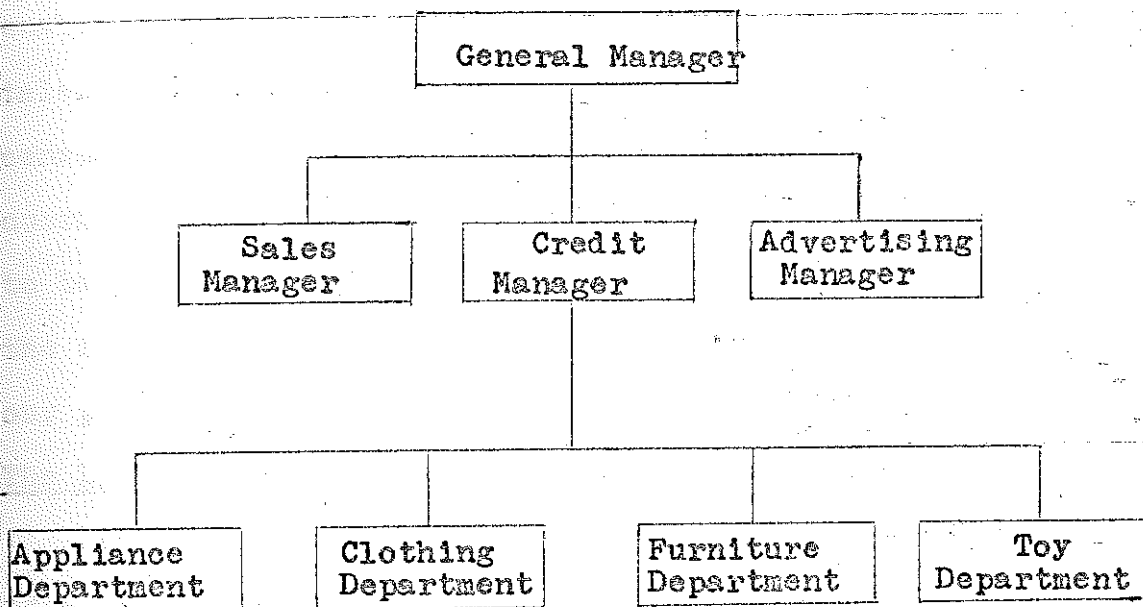 General Manager
Sales
Manager
Credit
Manager
Advertising
Manager
Appliance
Department
Clothing
Department
Furniture
Department
Toy
Department